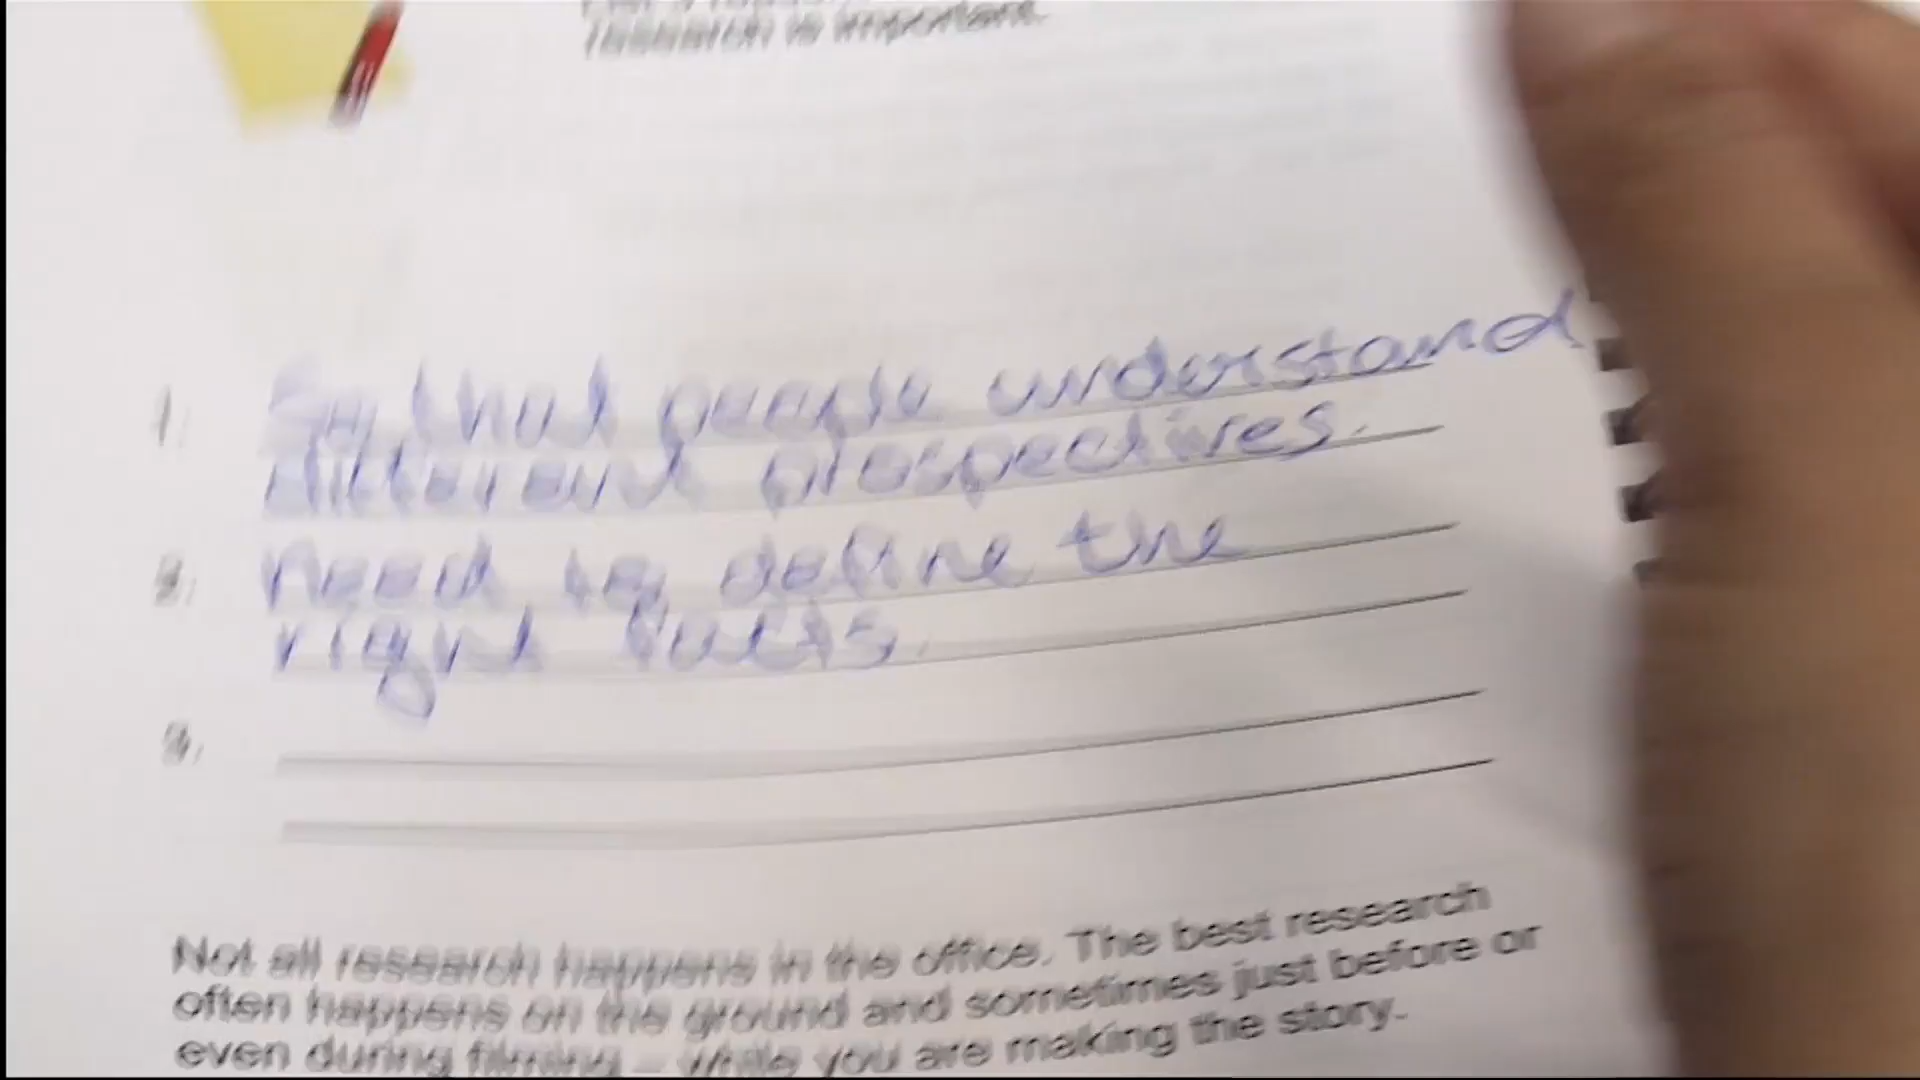 research is important.
1. So that people understand
different prospectives.
2. Need to define the
right facts.
3.
Not all research happens in the office. The best research
often happens on the ground and sometimes just before or
even during filming – while you are making the story.